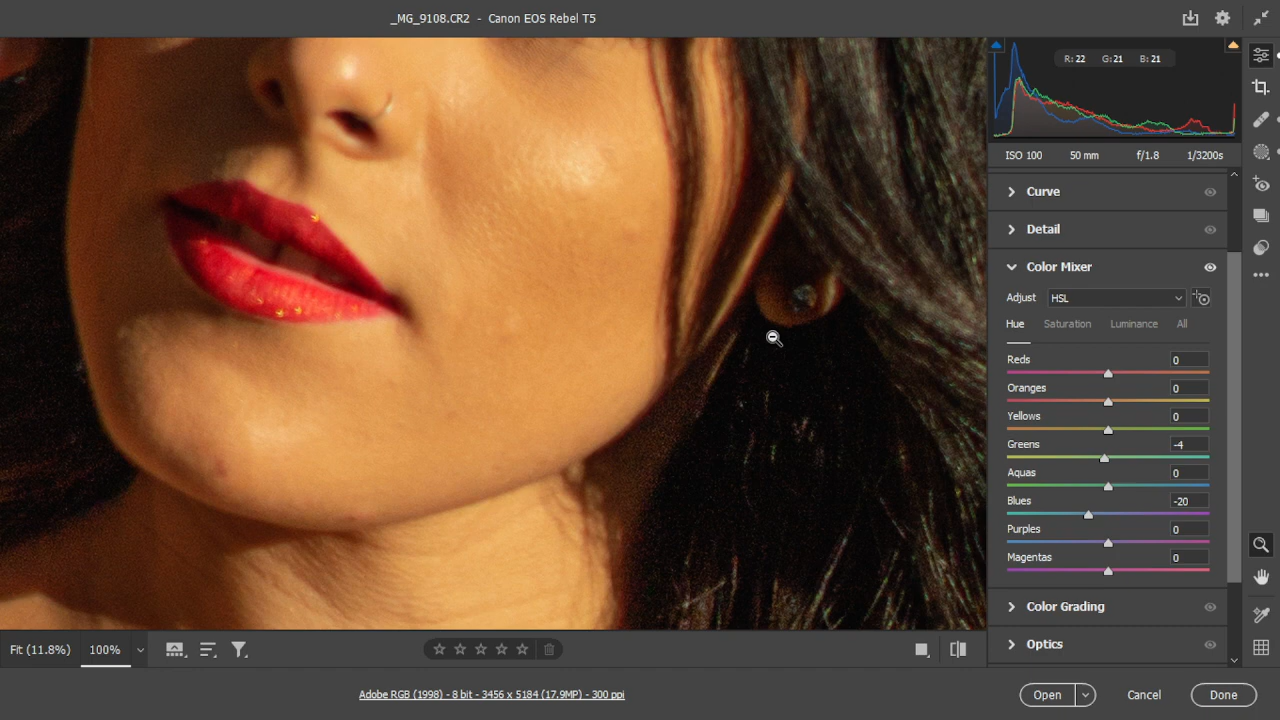 _MG_9108.CR2 - Canon EOS Rebel T5
R: 22 G: 21 B: 21
ISO 100 50 mm f/1.8 1/3200s
Curve
Detail
Color Mixer
Adjust HSL
Hue Saturation Luminance All
Reds 0
Oranges 0
Yellows 0
Greens -4
Aquas 0
Blues -20
Purples 0
Magentas 0
Color Grading
Optics
Fit (11.8%) 100%
Adobe RGB (1998) - 8 bit - 3456 x 5184 (17.9MP) - 300 ppi
Open Cancel Done